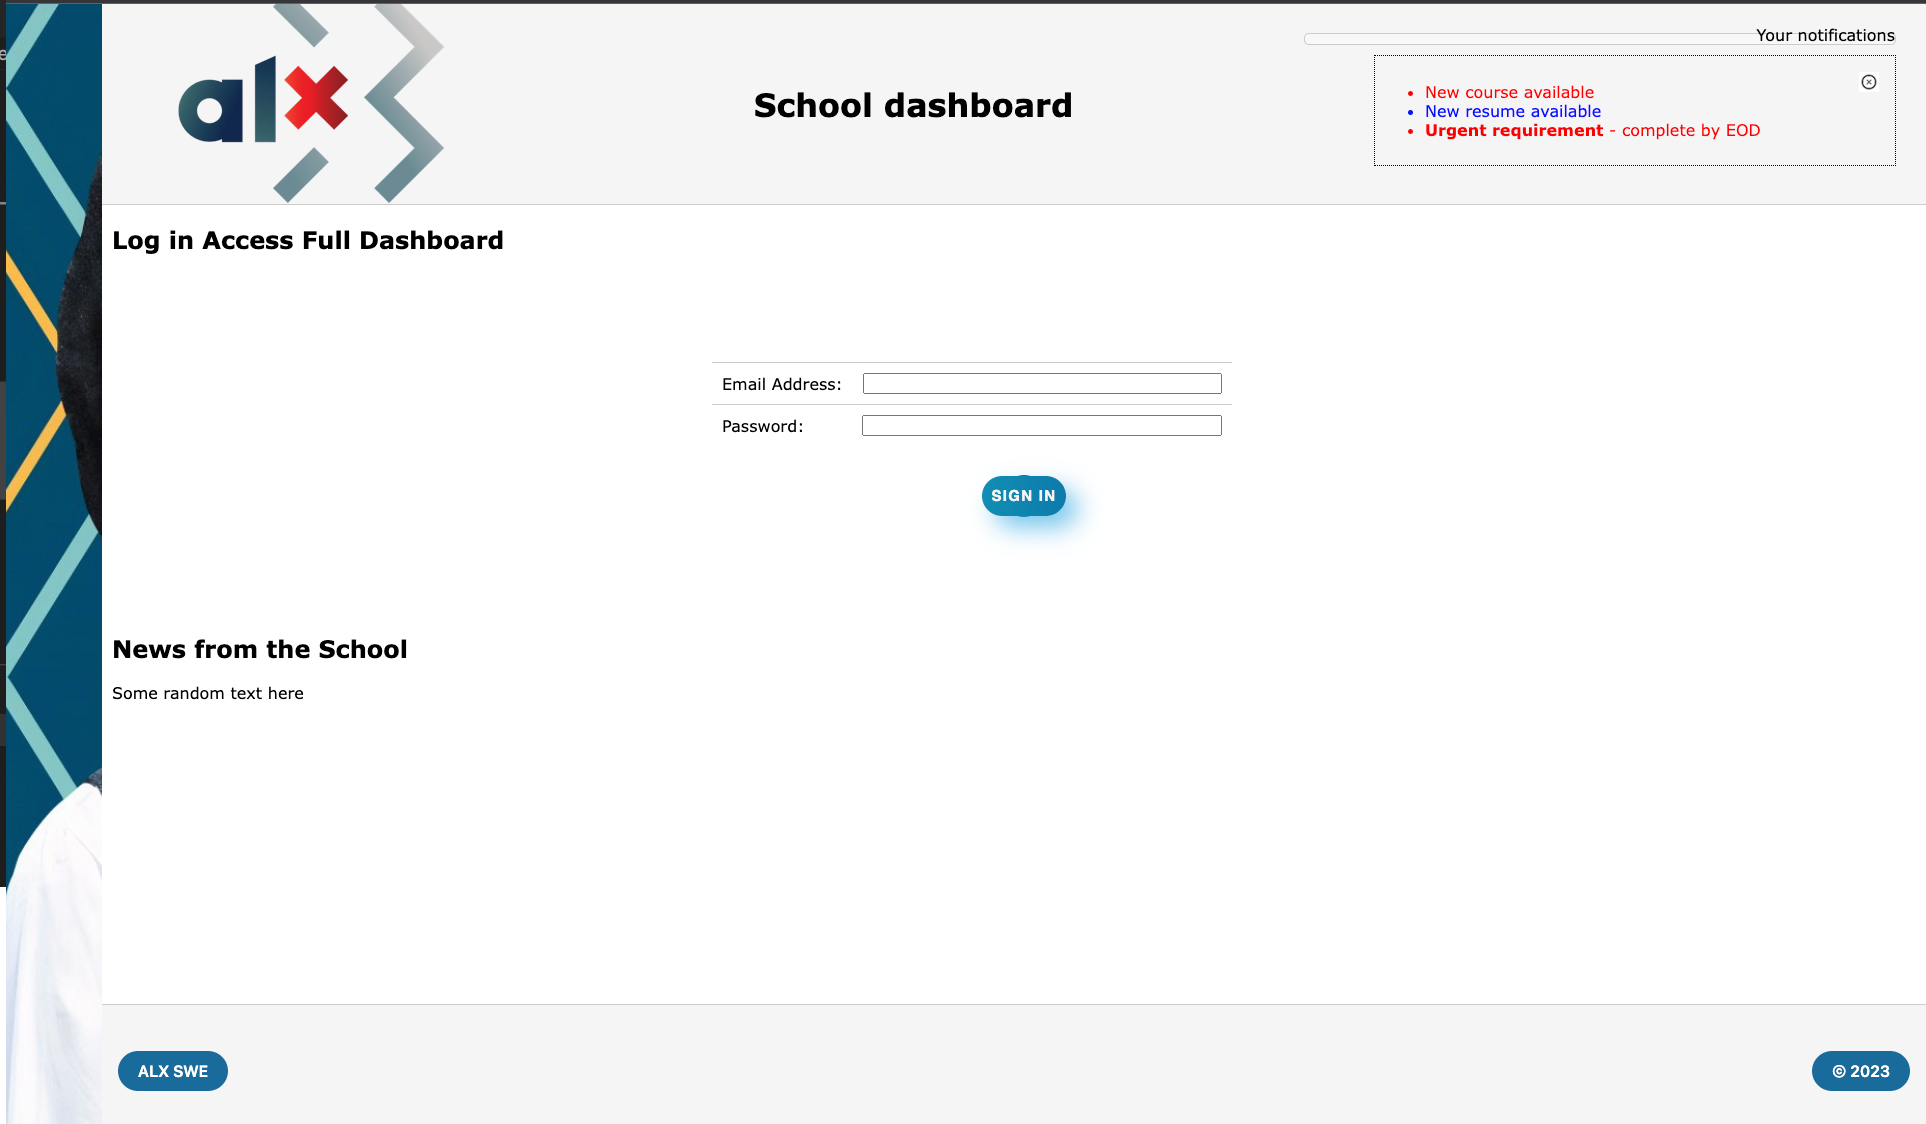 alx
School dashboard
Your notifications
New course available
New resume available
Urgent requirement - complete by EOD
Log in Access Full Dashboard
Email Address:
Password:
SIGN IN
News from the School
Some random text here
ALX SWE
© 2023